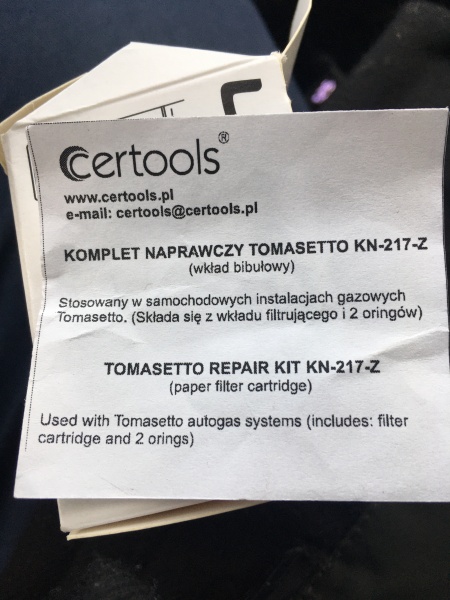 certools®
www.certools.pl
e-mail: certools@certools.pl
KOMPLET NAPRAWCZY TOMASETTO KN-217-Z
(wkład bibułowy)
Stosowany w samochodowych instalacjach gazowych
Tomasetto. (Składa się z wkładu filtrującego i 2 oringów)
TOMASETTO REPAIR KIT KN-217-Z
(paper filter cartridge)
Used with Tomasetto autogas systems (includes: filter
cartridge and 2 orings)